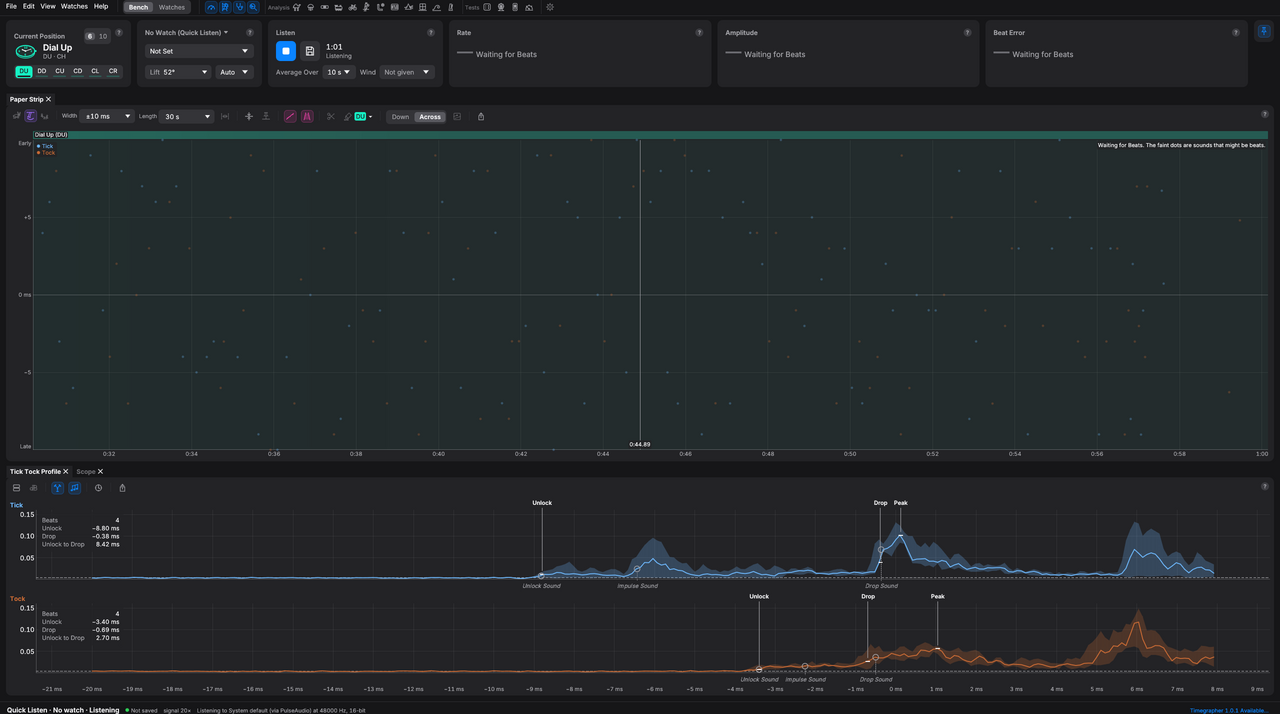 File Edit View Watches Help Bench Watches Analysis Tests
Current Position 6 10 ?
Dial Up
DU · CH
DU DD CU CD CL CR
No Watch (Quick Listen) ?
Not Set
Lift 52° Auto
Listen ?
1:01
Listening
Average Over 10 s Wind Not given
Rate ?
Waiting for Beats
Amplitude ?
Waiting for Beats
Beat Error ?
Waiting for Beats
Paper Strip
Width ±10 ms Length 30 s DU Down Across ?
Dial Up (DU)
Early
Tick
Tock
Waiting for Beats. The faint dots are sounds that might be beats.
+5
0 ms
−5
Late
0:44.89
0:32 0:34 0:36 0:38 0:40 0:42 0:44 0:46 0:48 0:50 0:52 0:54 0:56 0:58 1:00
Tick Tock Profile Scope
?
Tick
0.15
0.10
0.05
Beats 4
Unlock −8.80 ms
Drop −0.38 ms
Unlock to Drop 8.42 ms
Unlock Drop Peak
Unlock Sound Impulse Sound Drop Sound
Tock
0.15
0.10
0.05
Beats 4
Unlock −3.40 ms
Drop −0.69 ms
Unlock to Drop 2.70 ms
Unlock Drop Peak
Unlock Sound Impulse Sound Drop Sound
−21 ms −20 ms −19 ms −18 ms −17 ms −16 ms −15 ms −14 ms −13 ms −12 ms −11 ms −10 ms −9 ms −8 ms −7 ms −6 ms −5 ms −4 ms −3 ms −2 ms −1 ms 0 ms 1 ms 2 ms 3 ms 4 ms 5 ms 6 ms 7 ms 8 ms 9 ms
Quick Listen · No watch · Listening Not saved signal 20× Listening to System default (via PulseAudio) at 48000 Hz, 16-bit Timegrapher 1.0.1 Available...